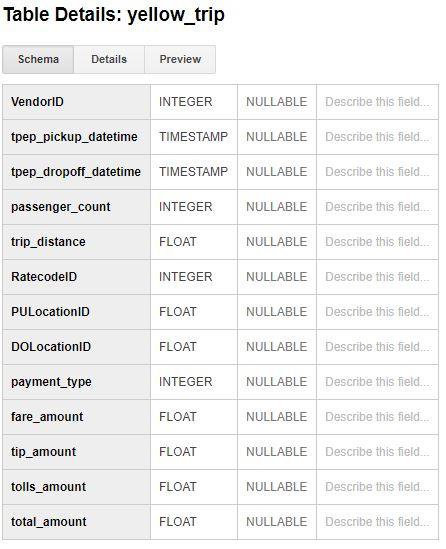 Table Details: yellow_trip
Schema Details Preview
VendorID INTEGER NULLABLE Describe this field...
tpep_pickup_datetime TIMESTAMP NULLABLE Describe this field...
tpep_dropoff_datetime TIMESTAMP NULLABLE Describe this field...
passenger_count INTEGER NULLABLE Describe this field...
trip_distance FLOAT NULLABLE Describe this field...
RatecodeID INTEGER NULLABLE Describe this field...
PULocationID FLOAT NULLABLE Describe this field...
DOLocationID FLOAT NULLABLE Describe this field...
payment_type INTEGER NULLABLE Describe this field...
fare_amount FLOAT NULLABLE Describe this field...
tip_amount FLOAT NULLABLE Describe this field...
tolls_amount FLOAT NULLABLE Describe this field...
total_amount FLOAT NULLABLE Describe this field...